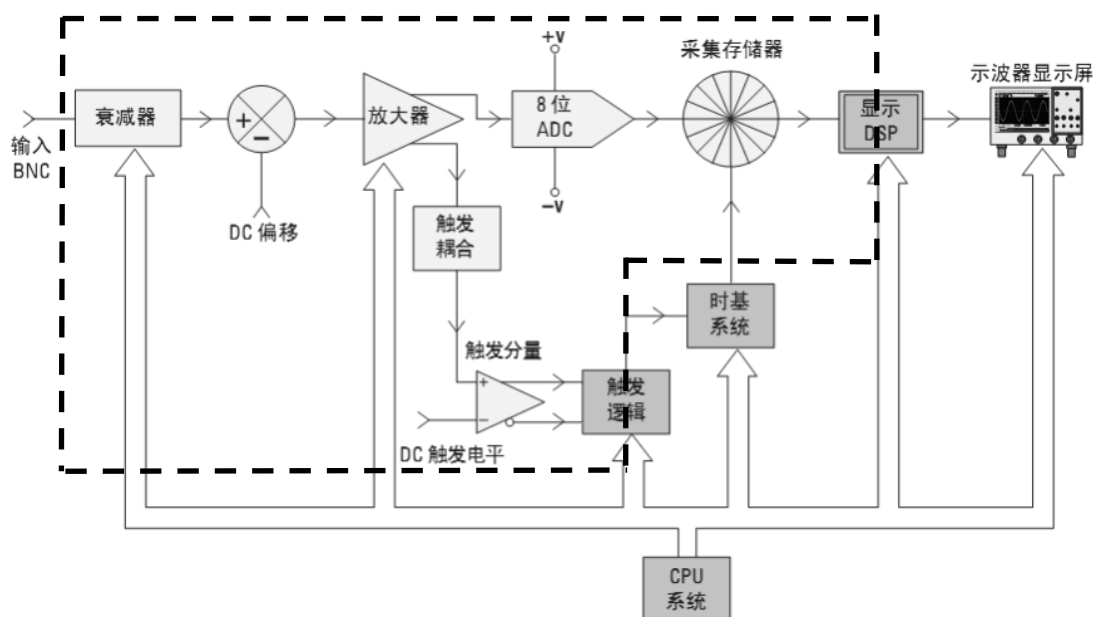 +v
采集存储器
示波器显示屏
衰减器
+
−
放大器
8 位
ADC
显示
DSP
输入
BNC
−v
DC 偏移
触发
耦合
时基
系统
触发分量
+
−
触发
逻辑
DC 触发电平
CPU
系统